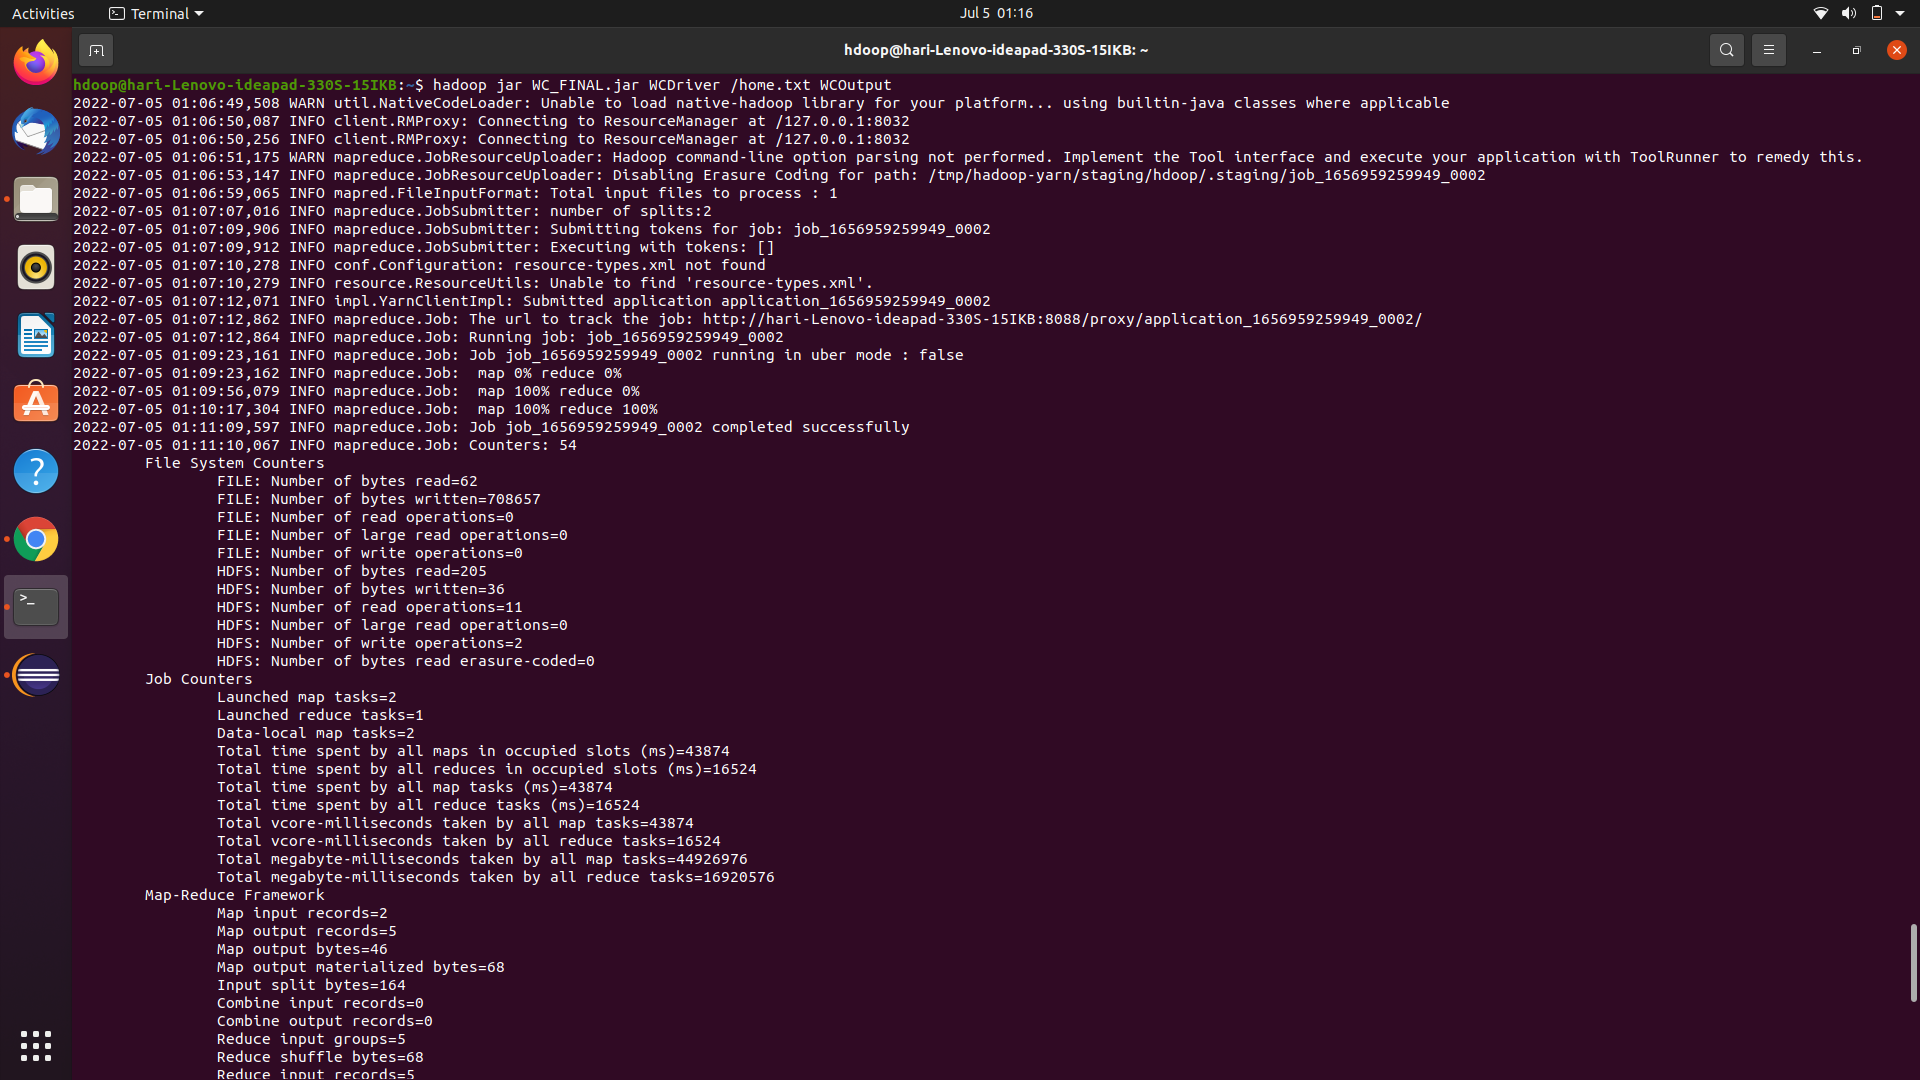 Activities
Terminal
Jul 5 01:16
hdoop@hari-Lenovo-ideapad-330S-15IKB: ~
hdoop@hari-Lenovo-ideapad-330S-15IKB:~$ hadoop jar WC_FINAL.jar WCDriver /home.txt WCOutput
2022-07-05 01:06:49,508 WARN util.NativeCodeLoader: Unable to load native-hadoop library for your platform... using builtin-java classes where applicable
2022-07-05 01:06:50,087 INFO client.RMProxy: Connecting to ResourceManager at /127.0.0.1:8032
2022-07-05 01:06:50,256 INFO client.RMProxy: Connecting to ResourceManager at /127.0.0.1:8032
2022-07-05 01:06:51,175 WARN mapreduce.JobResourceUploader: Hadoop command-line option parsing not performed. Implement the Tool interface and execute your application with ToolRunner to remedy this.
2022-07-05 01:06:53,147 INFO mapreduce.JobResourceUploader: Disabling Erasure Coding for path: /tmp/hadoop-yarn/staging/hdoop/.staging/job_1656959259949_0002
2022-07-05 01:06:59,065 INFO mapred.FileInputFormat: Total input files to process : 1
2022-07-05 01:07:07,016 INFO mapreduce.JobSubmitter: number of splits:2
2022-07-05 01:07:09,906 INFO mapreduce.JobSubmitter: Submitting tokens for job: job_1656959259949_0002
2022-07-05 01:07:09,912 INFO mapreduce.JobSubmitter: Executing with tokens: []
2022-07-05 01:07:10,278 INFO conf.Configuration: resource-types.xml not found
2022-07-05 01:07:10,279 INFO resource.ResourceUtils: Unable to find 'resource-types.xml'.
2022-07-05 01:07:12,071 INFO impl.YarnClientImpl: Submitted application application_1656959259949_0002
2022-07-05 01:07:12,862 INFO mapreduce.Job: The url to track the job: http://hari-Lenovo-ideapad-330S-15IKB:8088/proxy/application_1656959259949_0002/
2022-07-05 01:07:12,864 INFO mapreduce.Job: Running job: job_1656959259949_0002
2022-07-05 01:09:23,161 INFO mapreduce.Job: Job job_1656959259949_0002 running in uber mode : false
2022-07-05 01:09:23,162 INFO mapreduce.Job:  map 0% reduce 0%
2022-07-05 01:09:56,079 INFO mapreduce.Job:  map 100% reduce 0%
2022-07-05 01:10:17,304 INFO mapreduce.Job:  map 100% reduce 100%
2022-07-05 01:11:09,597 INFO mapreduce.Job: Job job_1656959259949_0002 completed successfully
2022-07-05 01:11:10,067 INFO mapreduce.Job: Counters: 54
File System Counters
FILE: Number of bytes read=62
FILE: Number of bytes written=708657
FILE: Number of read operations=0
FILE: Number of large read operations=0
FILE: Number of write operations=0
HDFS: Number of bytes read=205
HDFS: Number of bytes written=36
HDFS: Number of read operations=11
HDFS: Number of large read operations=0
HDFS: Number of write operations=2
HDFS: Number of bytes read erasure-coded=0
Job Counters
Launched map tasks=2
Launched reduce tasks=1
Data-local map tasks=2
Total time spent by all maps in occupied slots (ms)=43874
Total time spent by all reduces in occupied slots (ms)=16524
Total time spent by all map tasks (ms)=43874
Total time spent by all reduce tasks (ms)=16524
Total vcore-milliseconds taken by all map tasks=43874
Total vcore-milliseconds taken by all reduce tasks=16524
Total megabyte-milliseconds taken by all map tasks=44926976
Total megabyte-milliseconds taken by all reduce tasks=16920576
Map-Reduce Framework
Map input records=2
Map output records=5
Map output bytes=46
Map output materialized bytes=68
Input split bytes=164
Combine input records=0
Combine output records=0
Reduce input groups=5
Reduce shuffle bytes=68
Reduce input records=5